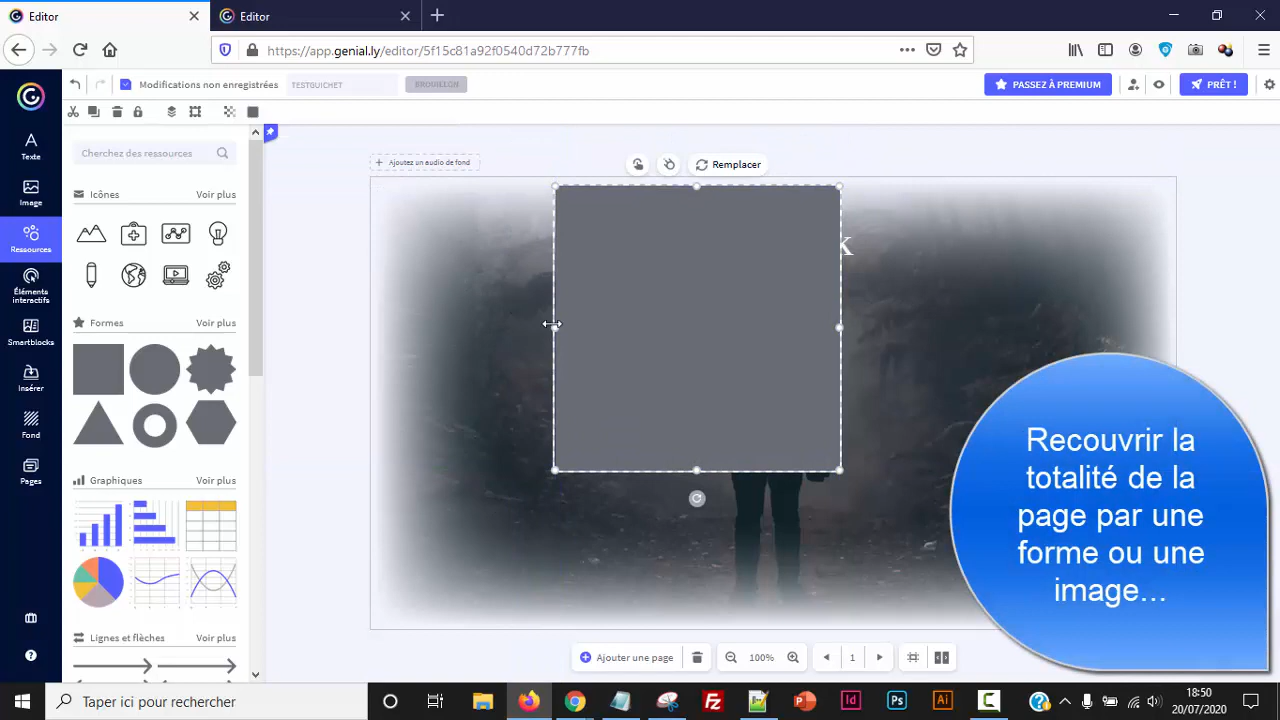 Editor
Editor
https://app.genial.ly/editor/5f15c81a92f0540d72b777fb
Modifications non enregistrées
TESTGUICHET
BROUILLON
PASSEZ À PREMIUM
PRÊT !
Texte
Image
Ressources
Éléments
interactifs
Smartblocks
Insérer
Fond
Pages
Cherchez des ressources
Icônes
Voir plus
Formes
Voir plus
Graphiques
Voir plus
Lignes et flèches
Voir plus
+ Ajoutez un audio de fond
Remplacer
K
Recouvrir la
totalité de la
page par une
forme ou une
image...
Ajouter une page
100%
1
Taper ici pour rechercher
18:50
20/07/2020